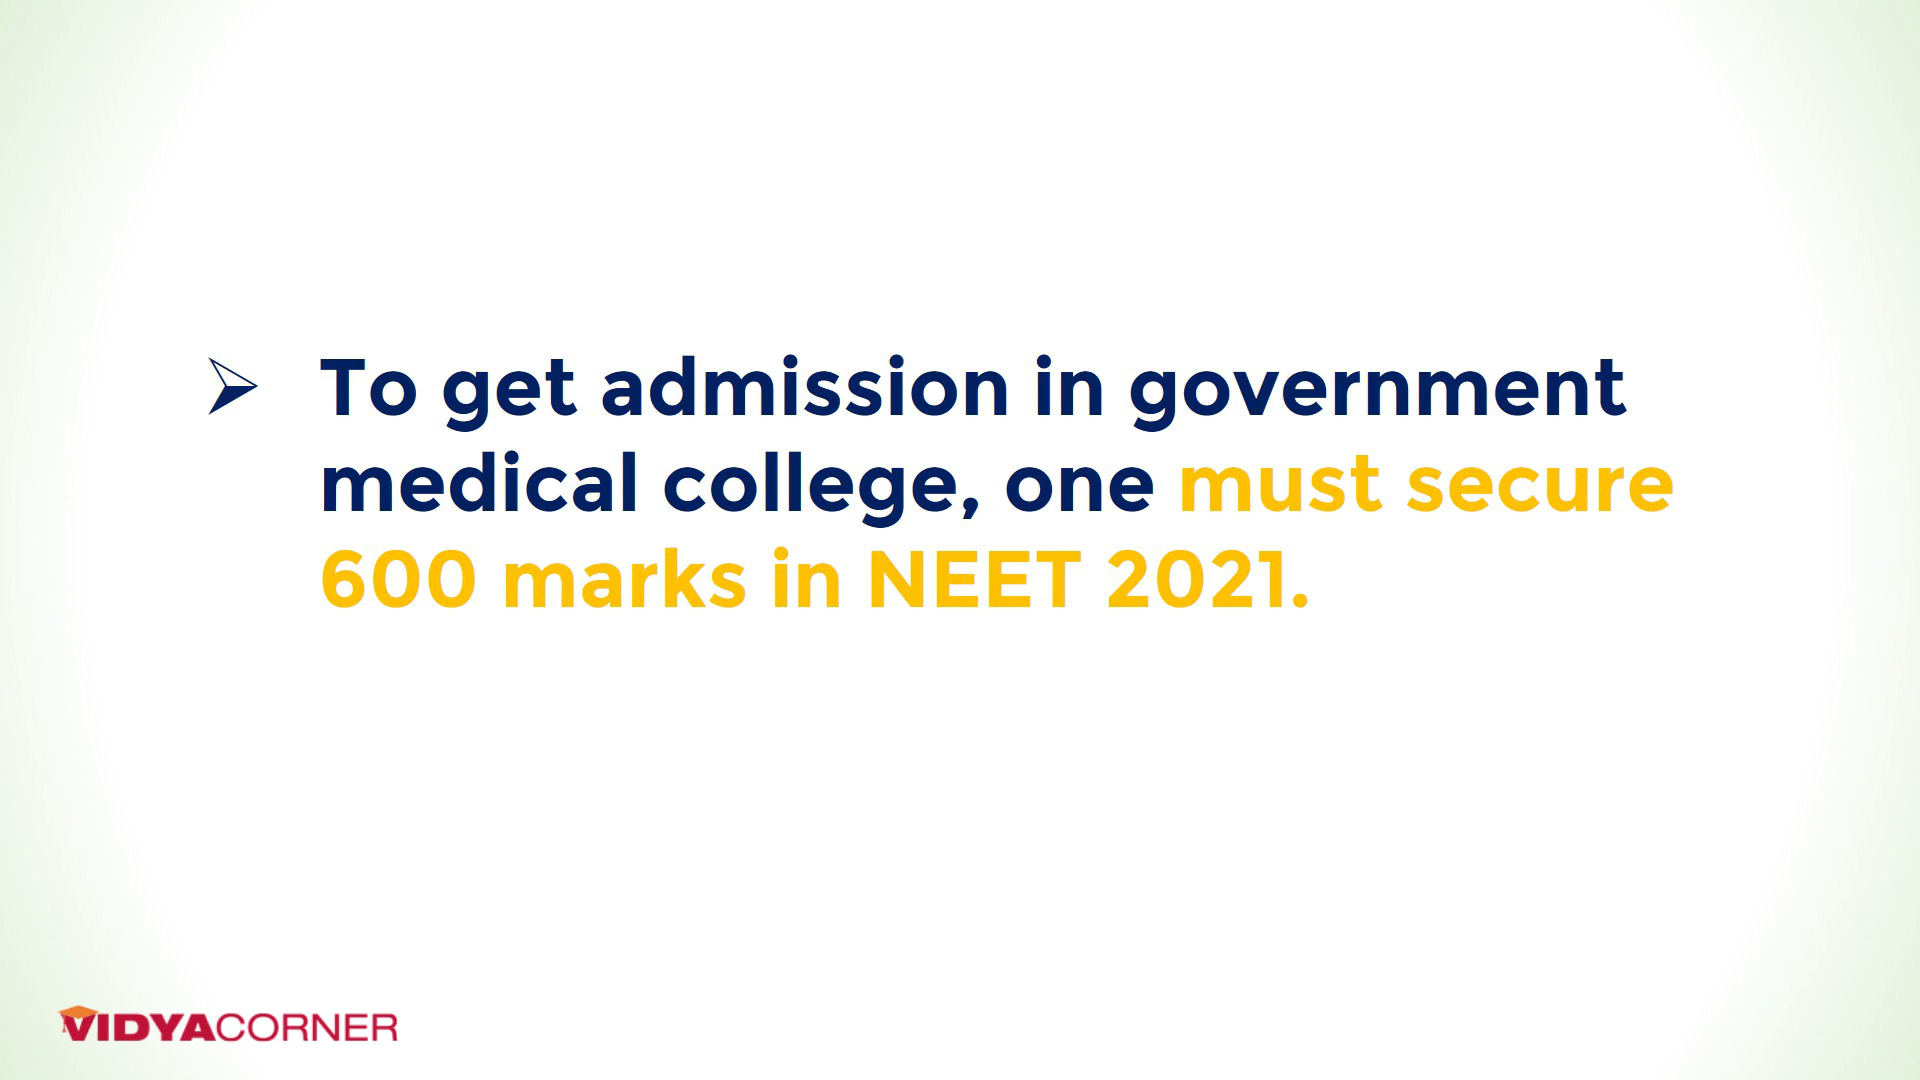 ➢ To get admission in government
medical college, one must secure
600 marks in NEET 2021.
VIDYACORNER